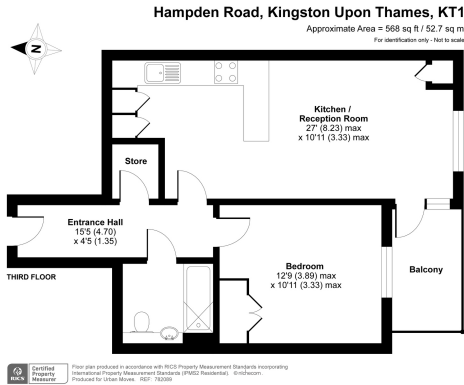 Hampden Road, Kingston Upon Thames, KT1
Approximate Area = 568 sq ft / 52.7 sq m
For identification only - Not to scale
N
Kitchen /
Reception Room
27' (8.23) max
x 10'11 (3.33) max
Store
Entrance Hall
15'5 (4.70)
x 4'5 (1.35)
Bedroom
12'9 (3.89) max
x 10'11 (3.33) max
Balcony
THIRD FLOOR
RICS
Certified
Property
Measurer
Floor plan produced in accordance with RICS Property Measurement Standards incorporating
International Property Measurement Standards (IPMS2 Residential). ©nichecom
Produced for Urban Moves. REF: 782099